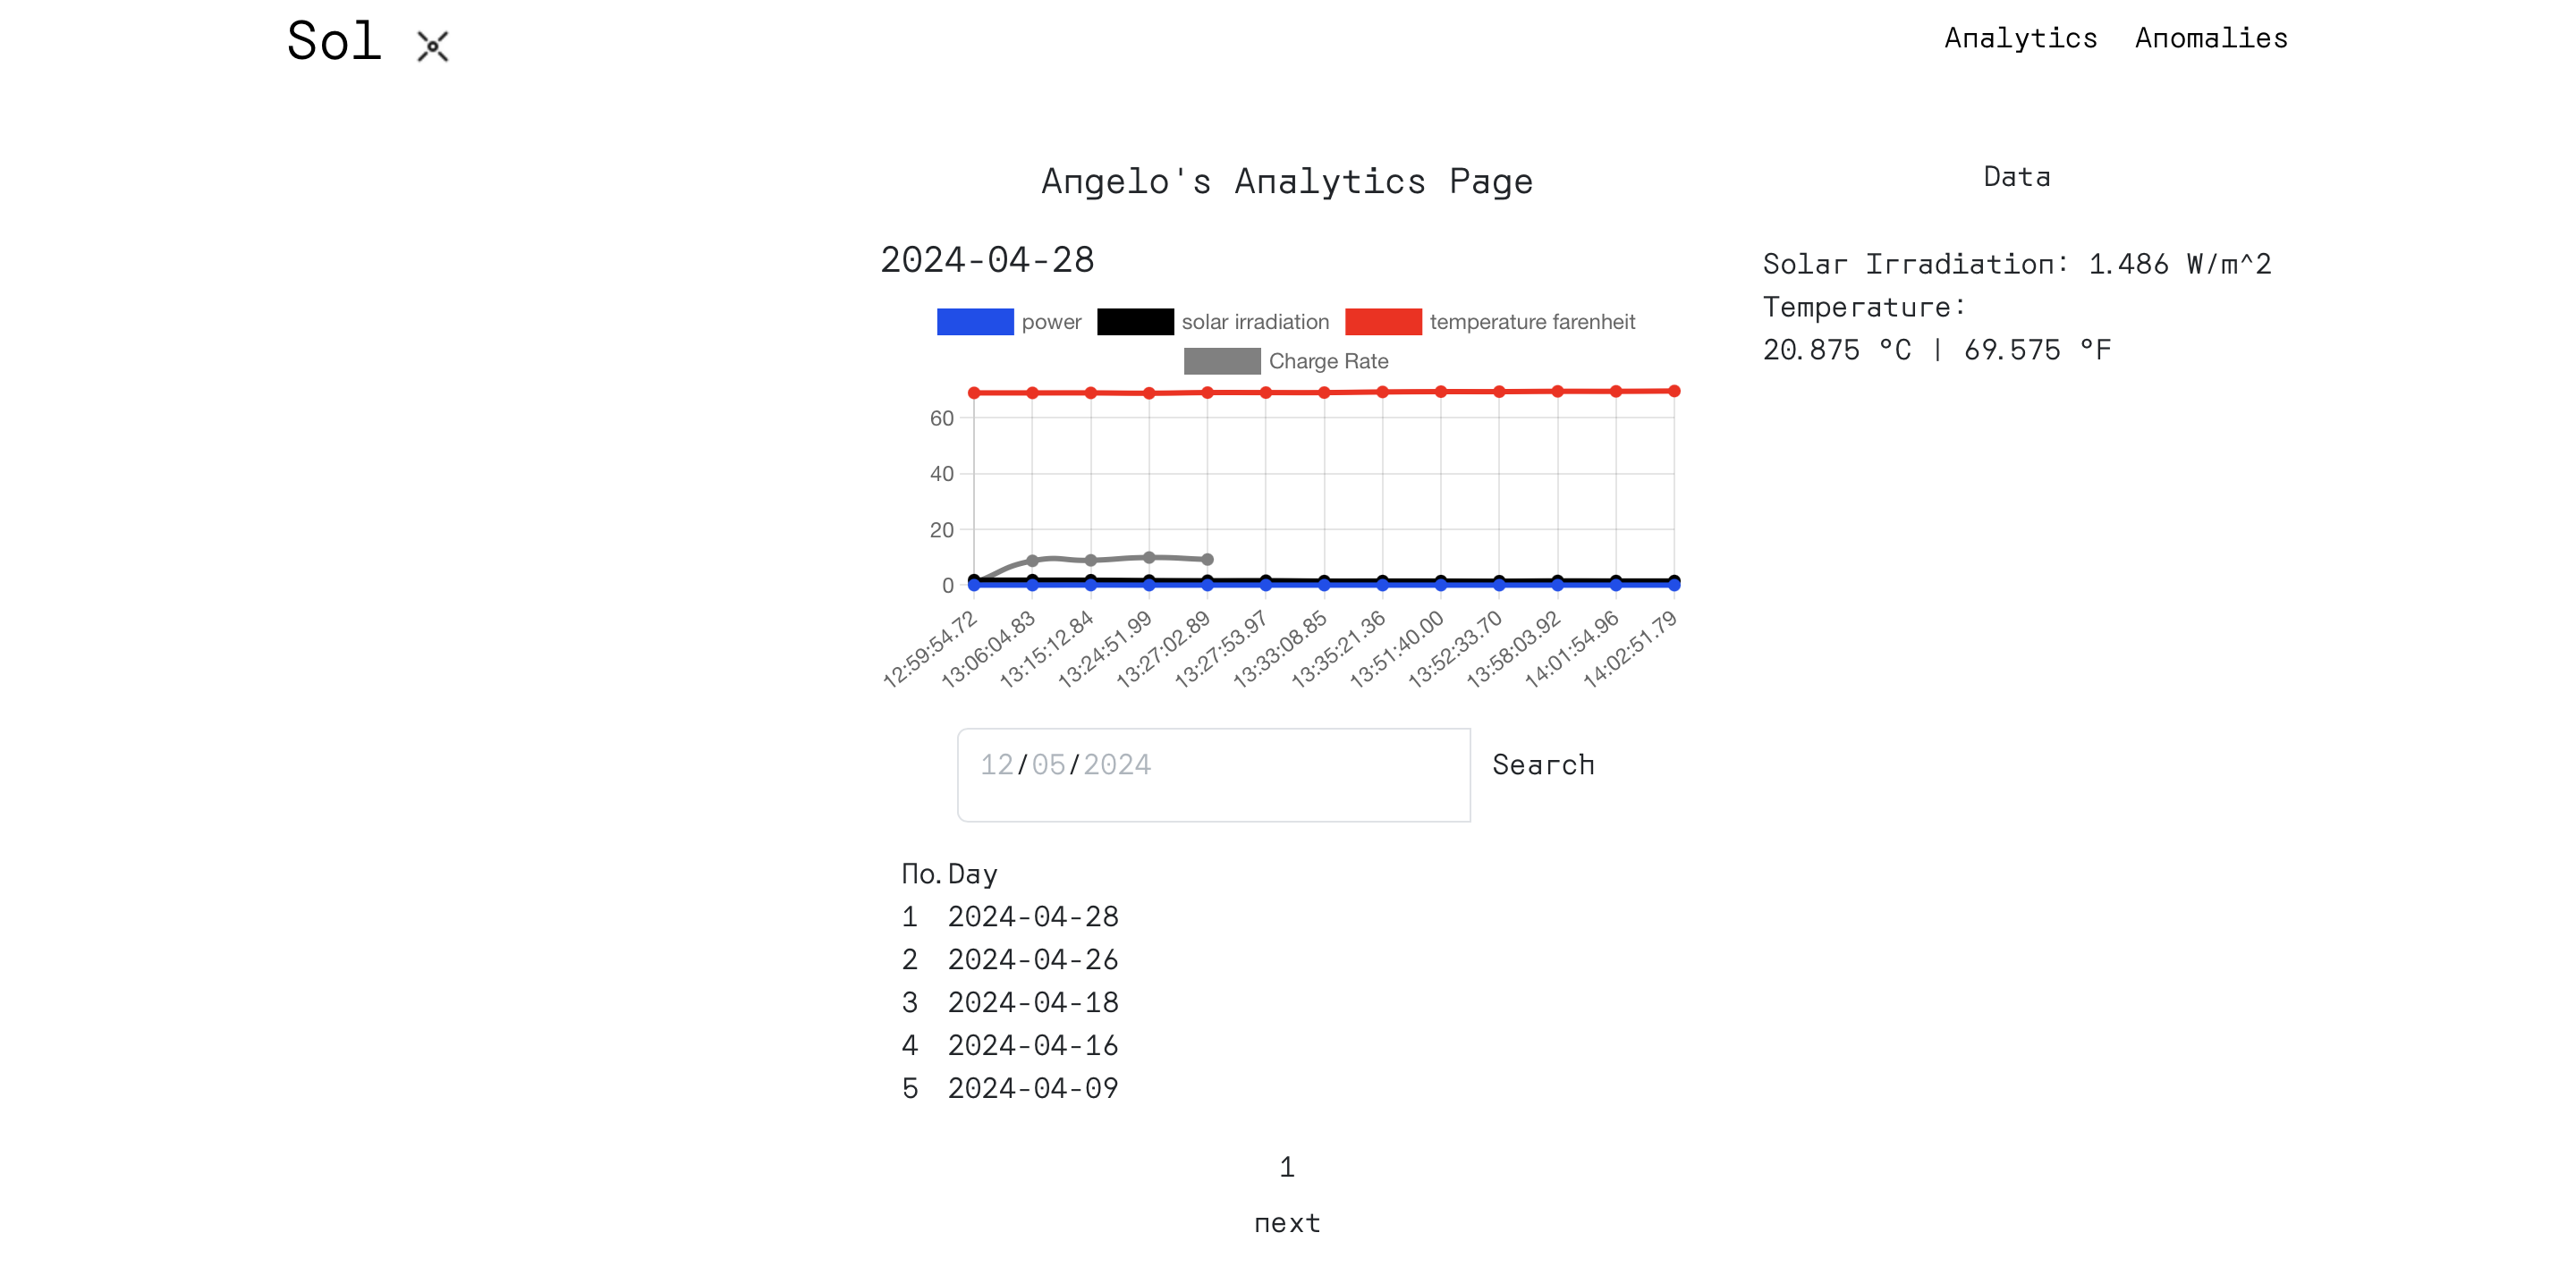 Sol
Analytics Anomalies
Angelo's Analytics Page
2024-04-28
power solar irradiation temperature farenheit
Charge Rate
60
40
20
0
12:59:54.72 13:06:04.83 13:15:12.84 13:24:51.99 13:27:02.89 13:27:53.97 13:33:08.85 13:35:21.36 13:51:40.00 13:52:33.70 13:58:03.92 14:01:54.96 14:02:51.79
12/05/2024 Search
No. Day
1 2024-04-28
2 2024-04-26
3 2024-04-18
4 2024-04-16
5 2024-04-09
1
next
Data
Solar Irradiation: 1.486 W/m^2
Temperature:
20.875 °C | 69.575 °F